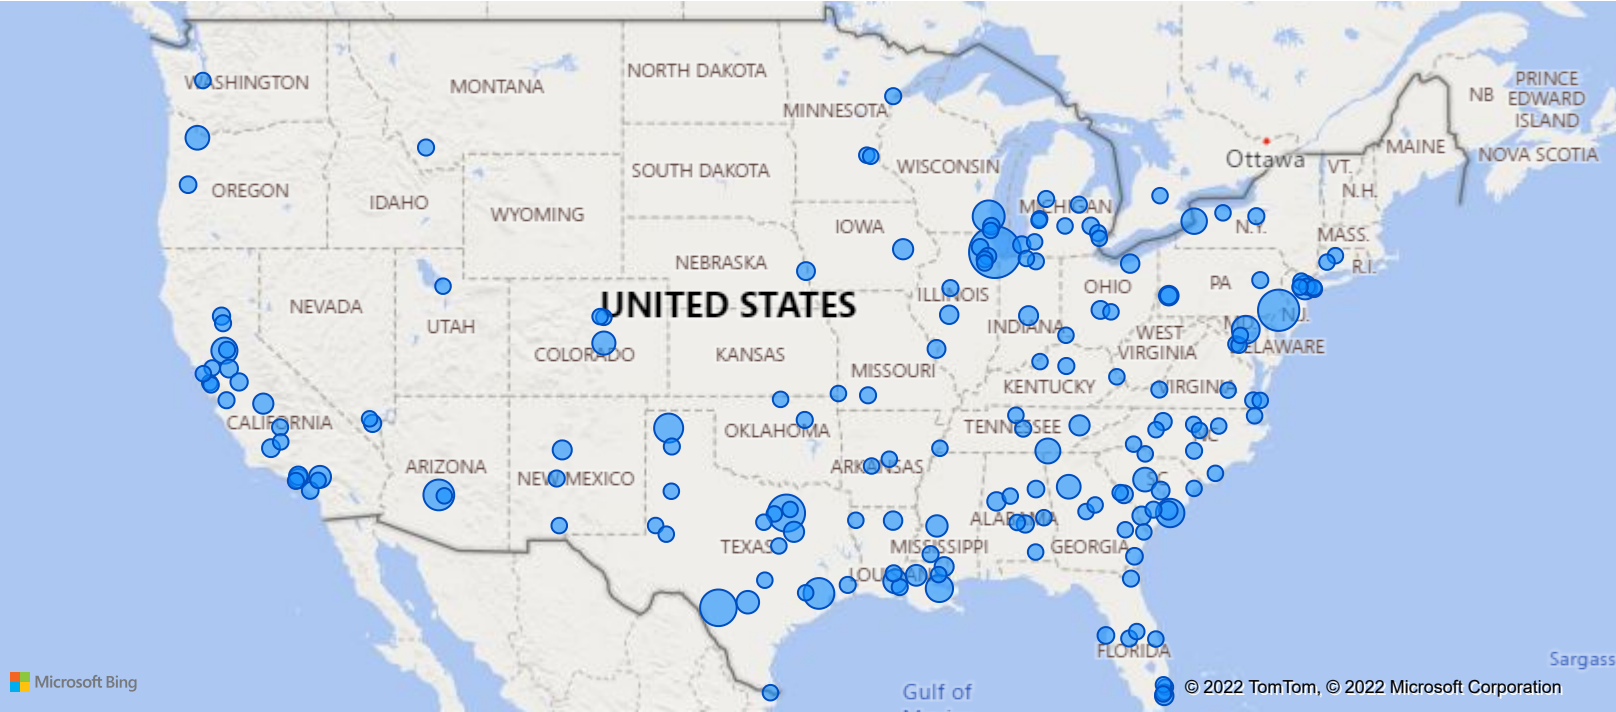 WASHINGTON
MONTANA
NORTH DAKOTA
MINNESOTA
PRINCE
EDWARD
ISLAND
NB
MAINE
NOVA SCOTIA
Ottawa
VT.
N.H.
OREGON
IDAHO
WYOMING
SOUTH DAKOTA
WISCONSIN
MICHIGAN
IOWA
N.Y.
MASS.
R.I.
NEBRASKA
ILLINOIS
OHIO
PA
NEVADA
UNITED STATES
N.J.
MD.
UTAH
COLORADO
KANSAS
INDIANA
WEST
VIRGINIA
DELAWARE
MISSOURI
KENTUCKY
VIRGINIA
CALIFORNIA
OKLAHOMA
TENNESSEE
NC
ARIZONA
NEW MEXICO
ARKANSAS
SC
ALABAMA
TEXAS
MISSISSIPPI
GEORGIA
LOUISIANA
FLORIDA
Sargass
Microsoft Bing
Gulf of
© 2022 TomTom, © 2022 Microsoft Corporation